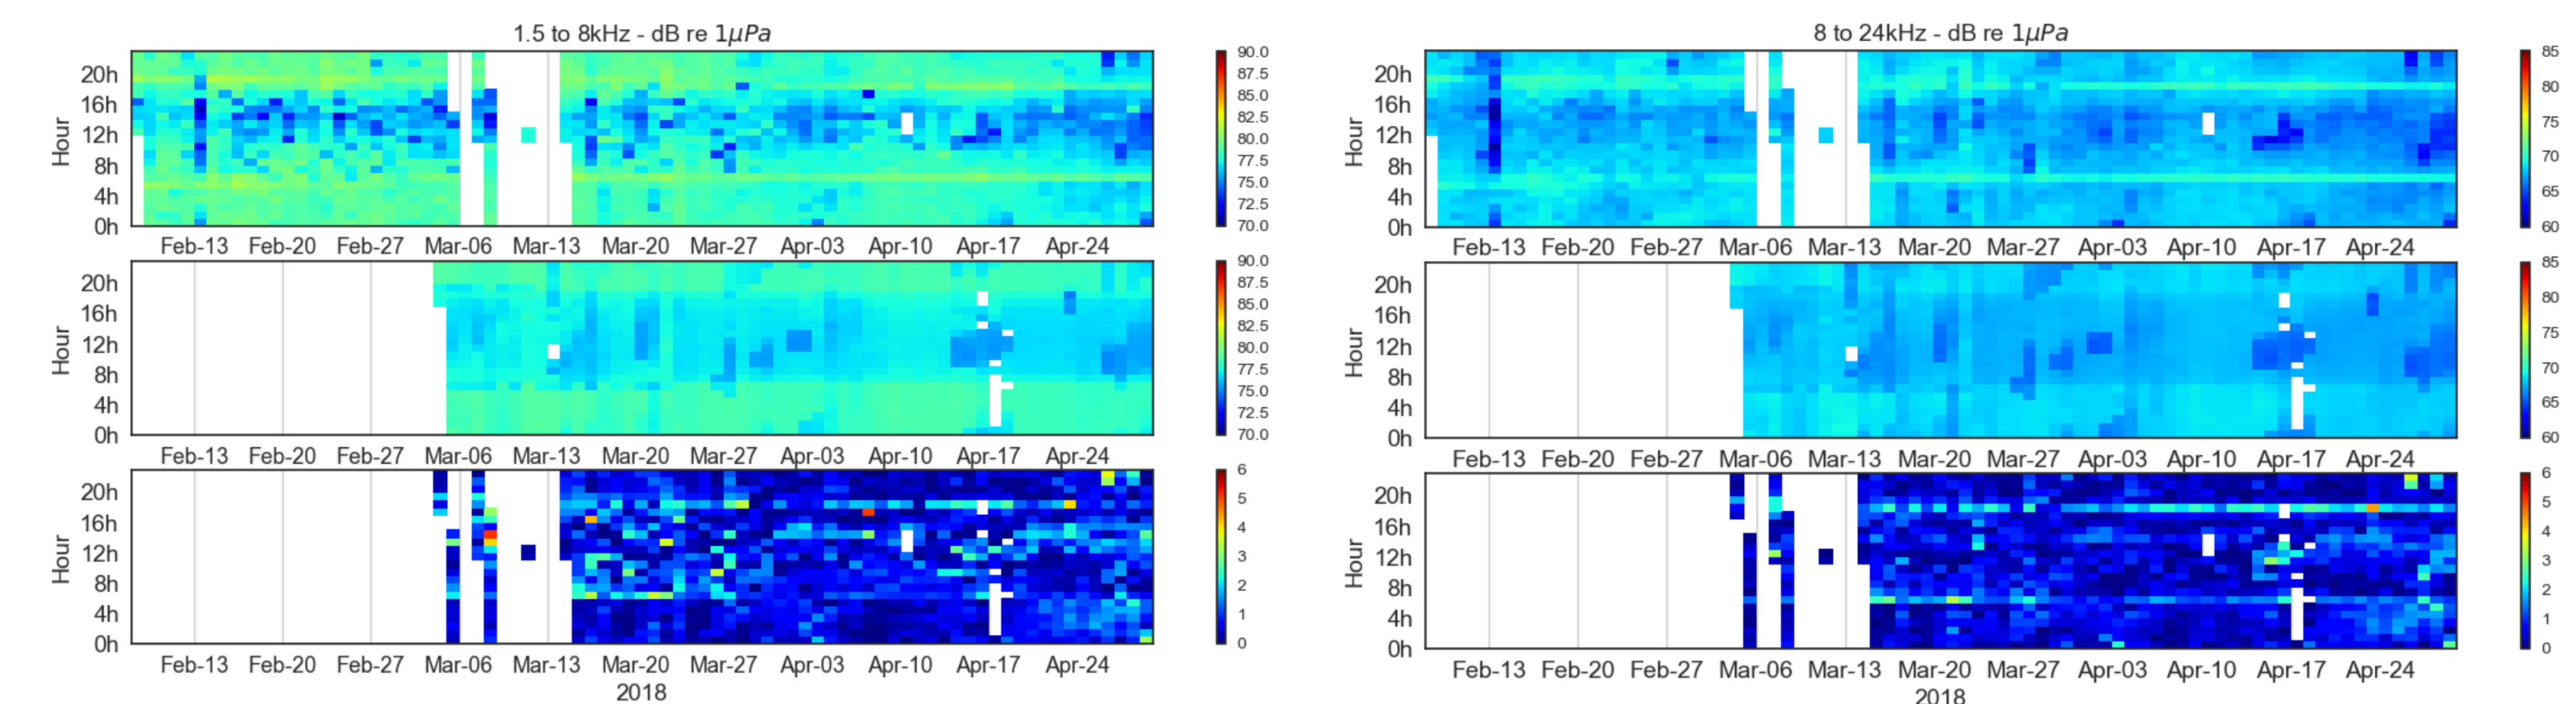 1.5 to 8kHz - dB re 1μPa
Hour
20h
16h
12h
8h
4h
0h
Feb-13 Feb-20 Feb-27 Mar-06 Mar-13 Mar-20 Mar-27 Apr-03 Apr-10 Apr-17 Apr-24
90.0
87.5
85.0
82.5
80.0
77.5
75.0
72.5
70.0
Hour
20h
16h
12h
8h
4h
0h
Feb-13 Feb-20 Feb-27 Mar-06 Mar-13 Mar-20 Mar-27 Apr-03 Apr-10 Apr-17 Apr-24
90.0
87.5
85.0
82.5
80.0
77.5
75.0
72.5
70.0
Hour
20h
16h
12h
8h
4h
0h
Feb-13 Feb-20 Feb-27 Mar-06 Mar-13 Mar-20 Mar-27 Apr-03 Apr-10 Apr-17 Apr-24
2018
6
5
4
3
2
1
0
8 to 24kHz - dB re 1μPa
Hour
20h
16h
12h
8h
4h
0h
Feb-13 Feb-20 Feb-27 Mar-06 Mar-13 Mar-20 Mar-27 Apr-03 Apr-10 Apr-17 Apr-24
85
80
75
70
65
60
Hour
20h
16h
12h
8h
4h
0h
Feb-13 Feb-20 Feb-27 Mar-06 Mar-13 Mar-20 Mar-27 Apr-03 Apr-10 Apr-17 Apr-24
85
80
75
70
65
60
Hour
20h
16h
12h
8h
4h
0h
Feb-13 Feb-20 Feb-27 Mar-06 Mar-13 Mar-20 Mar-27 Apr-03 Apr-10 Apr-17 Apr-24
2018
6
5
4
3
2
1
0